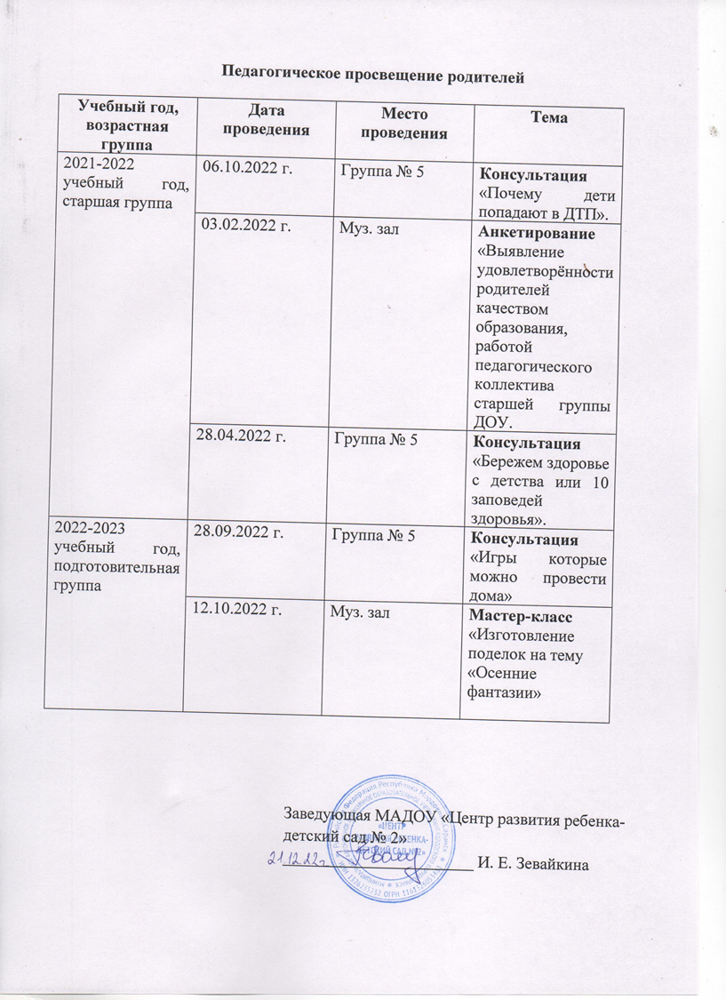 Педагогическое просвещение родителей
Учебный год,
возрастная
группа
Дата
проведения
Место
проведения
Тема
2021-2022
учебный год,
старшая группа
06.10.2022 г.
Группа № 5
Консультация
«Почему дети
попадают в ДТП».
03.02.2022 г.
Муз. зал
Анкетирование
«Выявление
удовлетворённости
родителей
качеством
образования,
работой
педагогического
коллектива
старшей группы
ДОУ.
28.04.2022 г.
Группа № 5
Консультация
«Бережем здоровье
с детства или 10
заповедей
здоровья».
2022-2023
учебный год,
подготовительная
группа
28.09.2022 г.
Группа № 5
Консультация
«Игры которые
можно провести
дома»
12.10.2022 г.
Муз. зал
Мастер-класс
«Изготовление
поделок на тему
«Осенние
фантазии»
Заведующая МАДОУ «Центр развития ребенка-
детский сад № 2»
21.12.22г. И. Е. Зевайкина
«ЦЕНТР
САД №2»